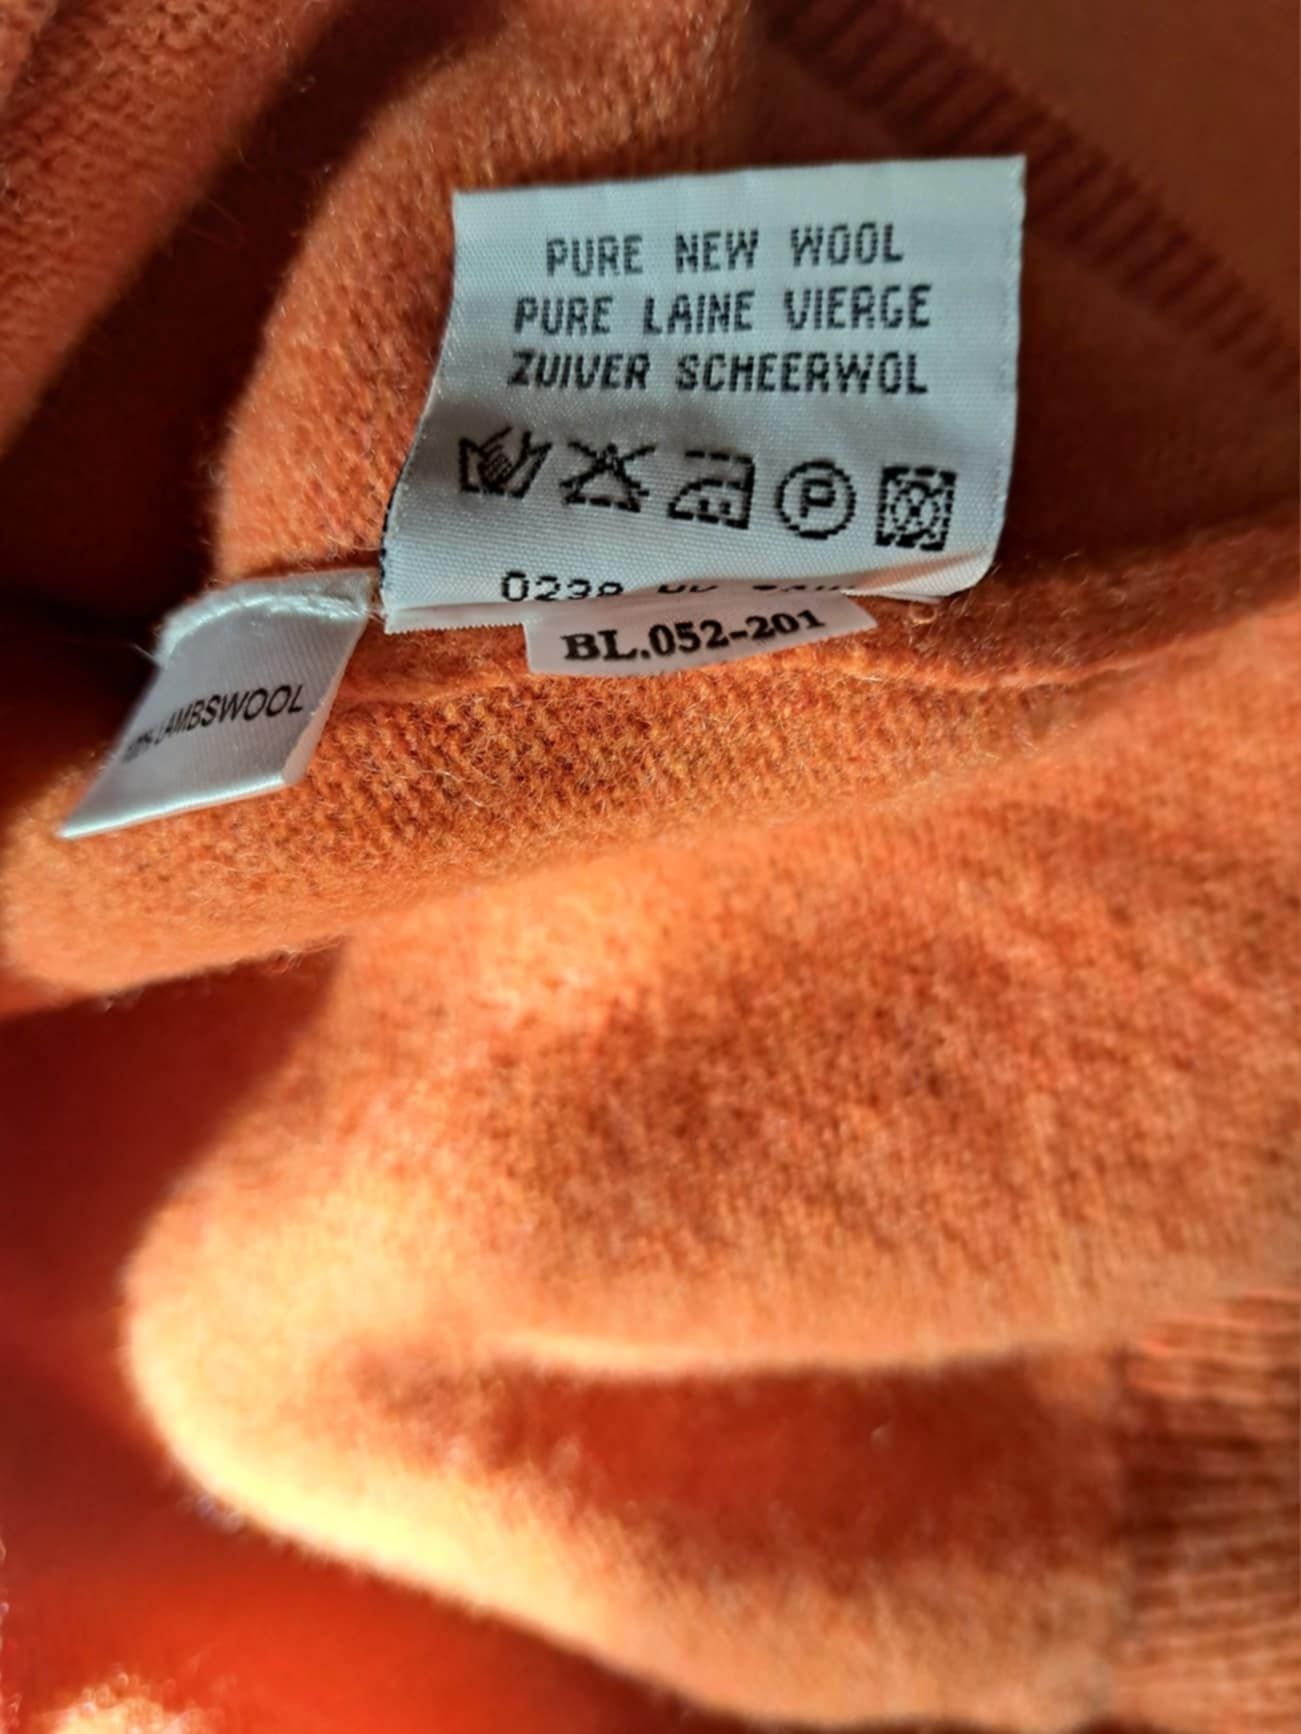 PURE NEW WOOL
PURE LAINE VIERGE
ZUIVER SCHEERWOL
P
BL.052-201
LAMBSWOOL